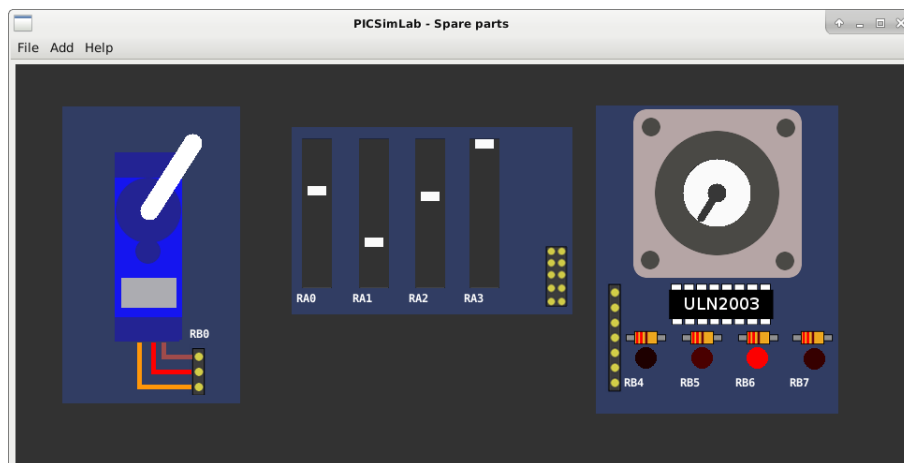 PICSimLab - Spare parts
File Add Help
RB0
RA0 RA1 RA2 RA3
ULN2003
RB4 RB5 RB6 RB7